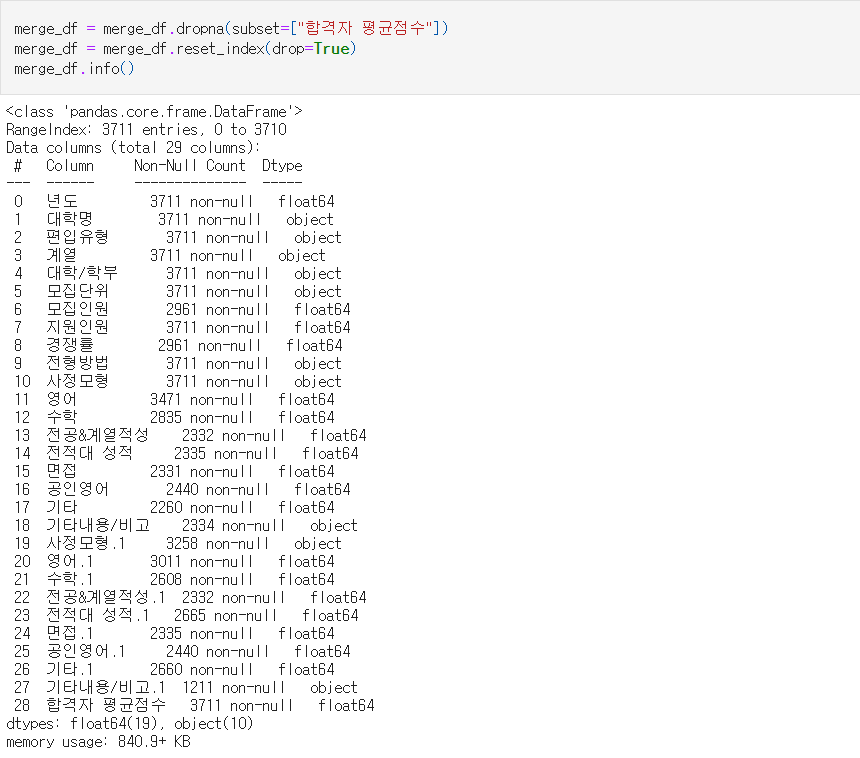 merge_df = merge_df.dropna(subset=["합격자 평균점수"])
merge_df = merge_df.reset_index(drop=True)
merge_df.info()
<class 'pandas.core.frame.DataFrame'>
RangeIndex: 3711 entries, 0 to 3710
Data columns (total 29 columns):
 #   Column     Non-Null Count  Dtype
---  ------     --------------  -----
 0   년도         3711 non-null   float64
 1   대학명        3711 non-null   object
 2   편입유형       3711 non-null   object
 3   계열         3711 non-null   object
 4   대학/학부      3711 non-null   object
 5   모집단위       3711 non-null   object
 6   모집인원       2961 non-null   float64
 7   지원인원       3711 non-null   float64
 8   경쟁률        2961 non-null   float64
 9   전형방법       3711 non-null   object
 10  사정모형       3711 non-null   object
 11  영어         3471 non-null   float64
 12  수학         2835 non-null   float64
 13  전공&계열적성    2332 non-null   float64
 14  전적대 성적     2335 non-null   float64
 15  면접         2331 non-null   float64
 16  공인영어       2440 non-null   float64
 17  기타         2260 non-null   float64
 18  기타내용/비고    2334 non-null   object
 19  사정모형.1     3258 non-null   object
 20  영어.1       3011 non-null   float64
 21  수학.1       2608 non-null   float64
 22  전공&계열적성.1  2332 non-null   float64
 23  전적대 성적.1   2665 non-null   float64
 24  면접.1       2335 non-null   float64
 25  공인영어.1     2440 non-null   float64
 26  기타.1       2660 non-null   float64
 27  기타내용/비고.1  1211 non-null   object
 28  합격자 평균점수   3711 non-null   float64
dtypes: float64(19), object(10)
memory usage: 840.9+ KB